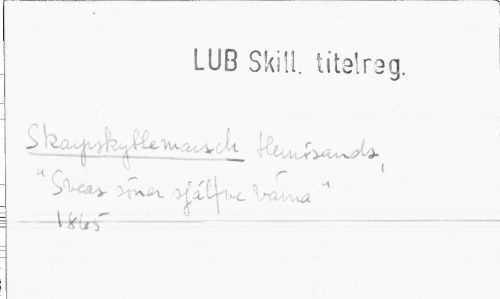 LUB Skill. titelreg.
Skarpskyttemarsch Hernösands,
"Sveas söner sjelfve värna"
1865